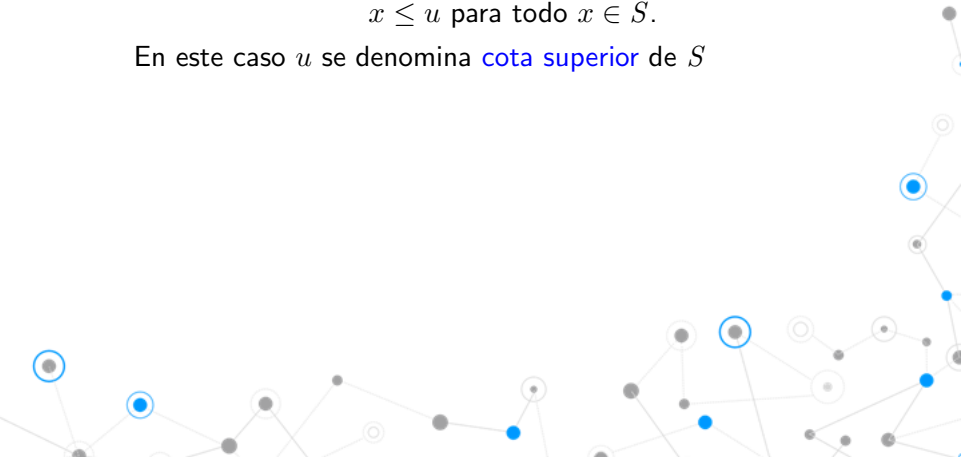 x ≤ u para todo x ∈ S.
En este caso u se denomina cota superior de S